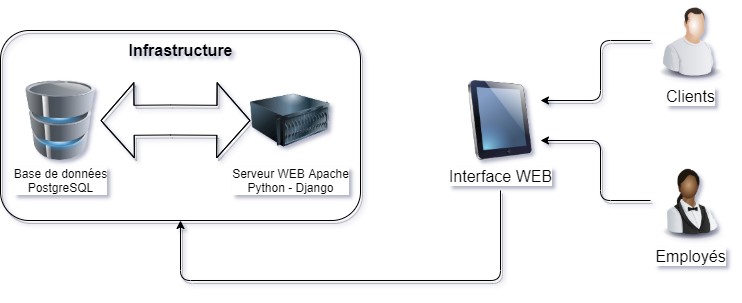 Infrastructure
Base de données
PostgreSQL
Serveur WEB Apache
Python - Django
Interface WEB
Clients
Employés